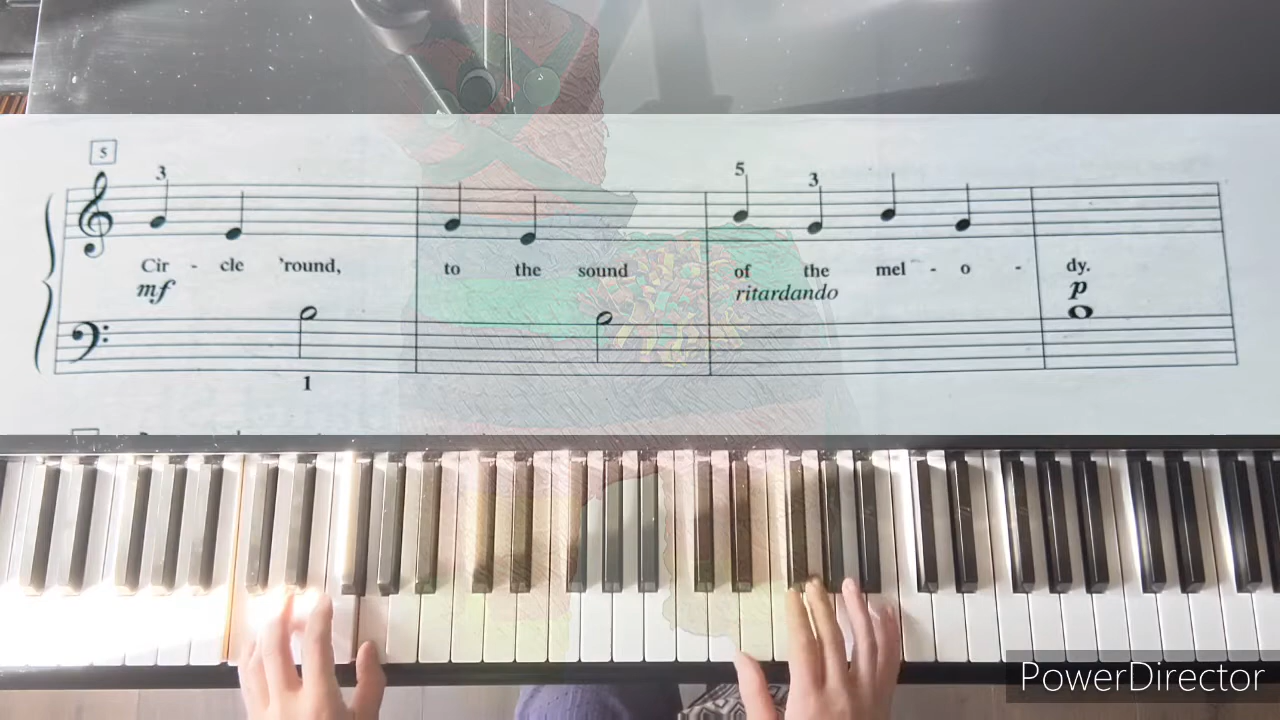 5
3
5
3
Cir - cle 'round, to the sound of the mel - o - dy.
mf ritardando p
1
PowerDirector